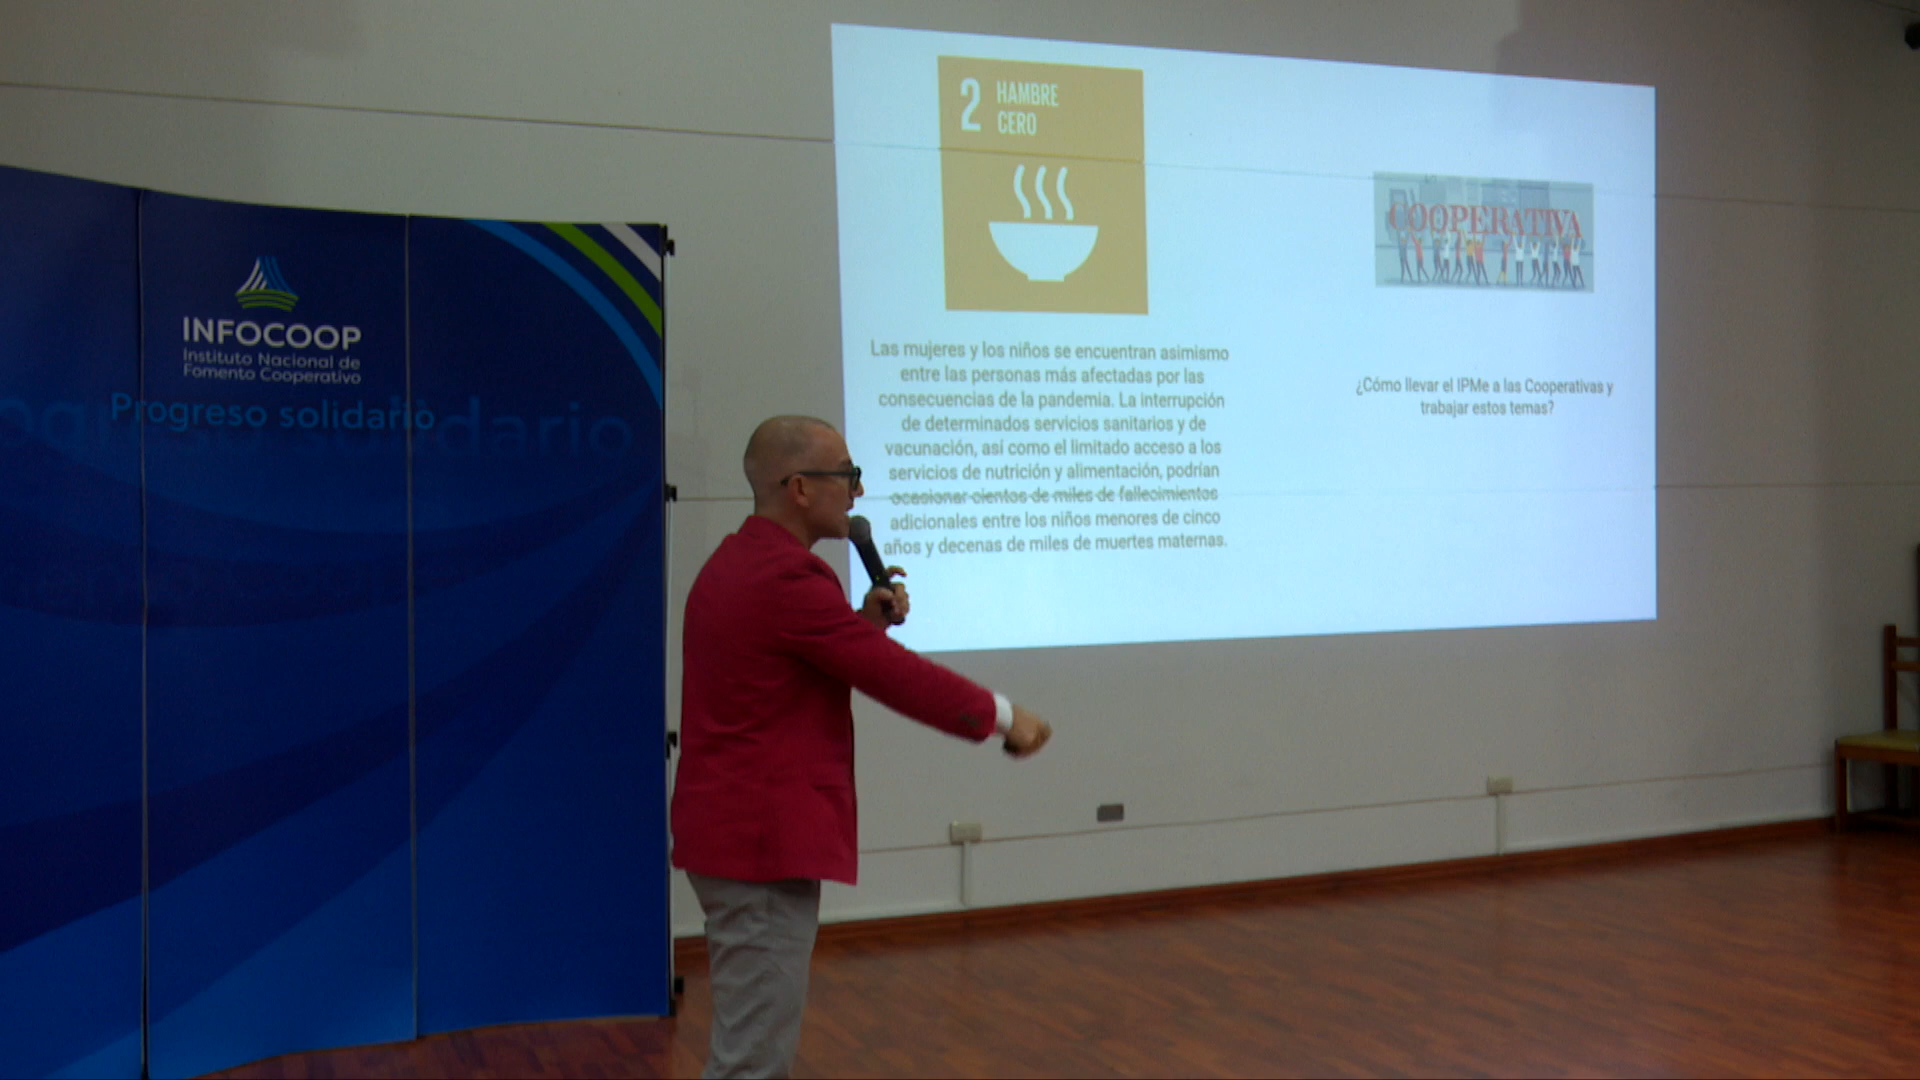 INFOCOOP
Instituto Nacional de
Fomento Cooperativo
Progreso solidario
solidario
2 HAMBRE
CERO
Las mujeres y los niños se encuentran asimismo
entre las personas más afectadas por las
consecuencias de la pandemia. La interrupción
de determinados servicios sanitarios y de
vacunación, así como el limitado acceso a los
servicios de nutrición y alimentación, podrían
ocasionar cientos de miles de fallecimientos
adicionales entre los niños menores de cinco
años y decenas de miles de muertes maternas.
COOPERATIVA
¿Cómo llevar el IPMe a las Cooperativas y
trabajar estos temas?